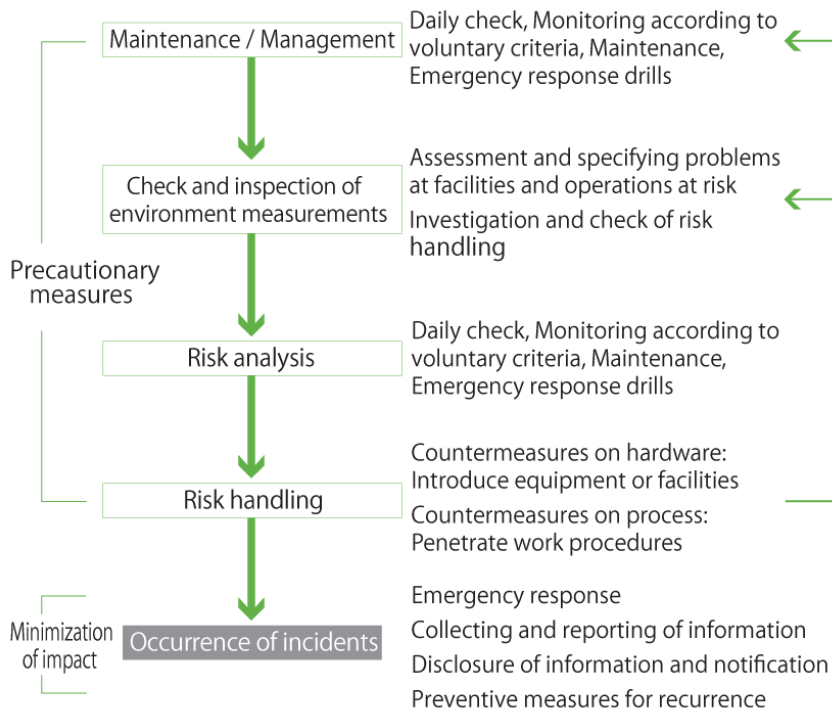 Maintenance / Management
Daily check, Monitoring according to
voluntary criteria, Maintenance,
Emergency response drills
Check and inspection of
environment measurements
Assessment and specifying problems
at facilities and operations at risk
Investigation and check of risk
handling
Precautionary
measures
Risk analysis
Daily check, Monitoring according to
voluntary criteria, Maintenance,
Emergency response drills
Risk handling
Countermeasures on hardware:
Introduce equipment or facilities
Countermeasures on process:
Penetrate work procedures
Minimization
of impact
Occurrence of incidents
Emergency response
Collecting and reporting of information
Disclosure of information and notification
Preventive measures for recurrence